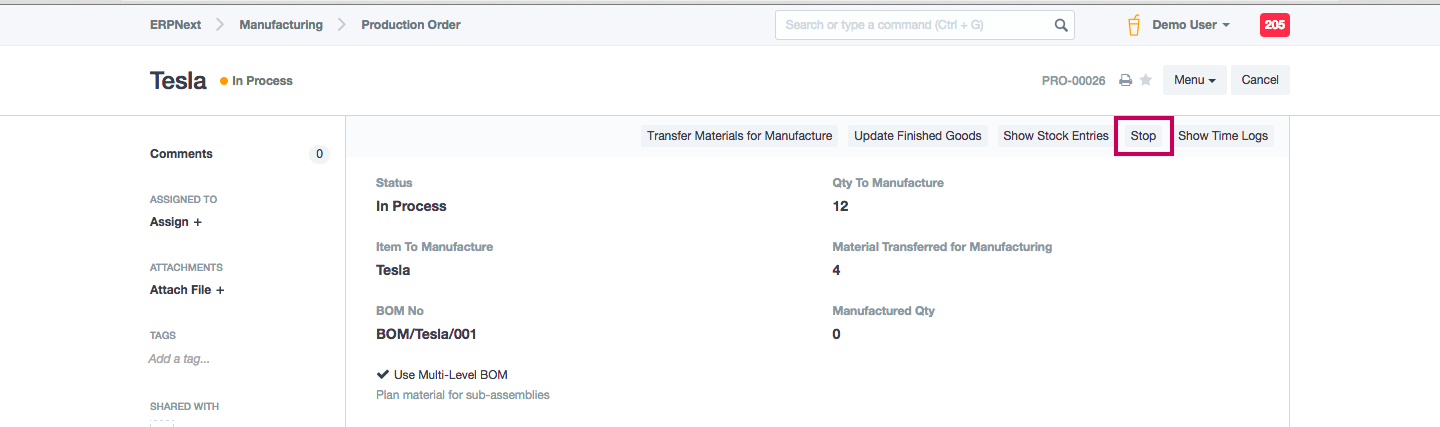 ERPNext Manufacturing Production Order Search or type a command (Ctrl + G) Demo User 205
Tesla In Process PRO-00026 Menu Cancel
Transfer Materials for Manufacture Update Finished Goods Show Stock Entries Stop Show Time Logs
Comments 0
ASSIGNED TO
Assign +
ATTACHMENTS
Attach File +
TAGS
Add a tag...
SHARED WITH
Status
In Process
Item To Manufacture
Tesla
BOM No
BOM/Tesla/001
Use Multi-Level BOM
Plan material for sub-assemblies
Qty To Manufacture
12
Material Transferred for Manufacturing
4
Manufactured Qty
0